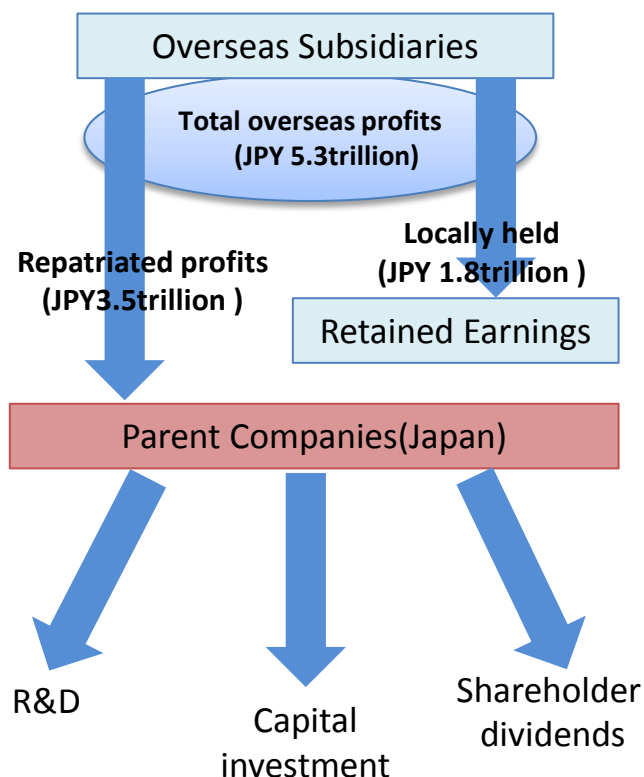 Overseas Subsidiaries
Total overseas profits
(JPY 5.3trillion)
Locally held
(JPY 1.8trillion )
Repatriated profits
(JPY3.5trillion )
Retained Earnings
Parent Companies(Japan)
R&D
Capital
investment
Shareholder
dividends